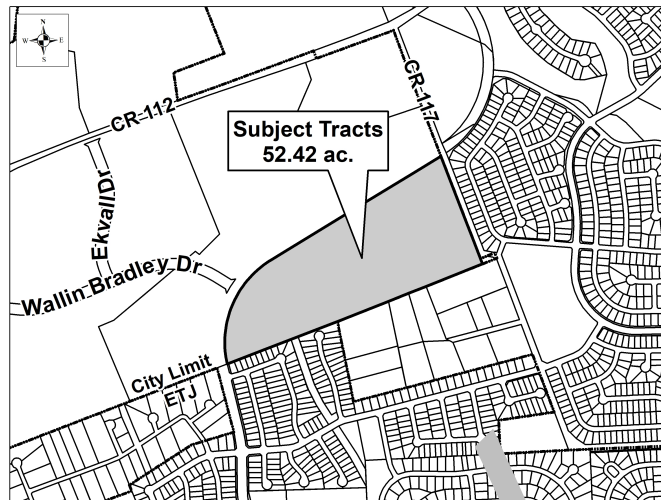 N
W E
S
CR-112
CR-117
Subject Tracts
52.42 ac.
Ekvall Dr
Wallin Bradley Dr
City Limit
ETJ